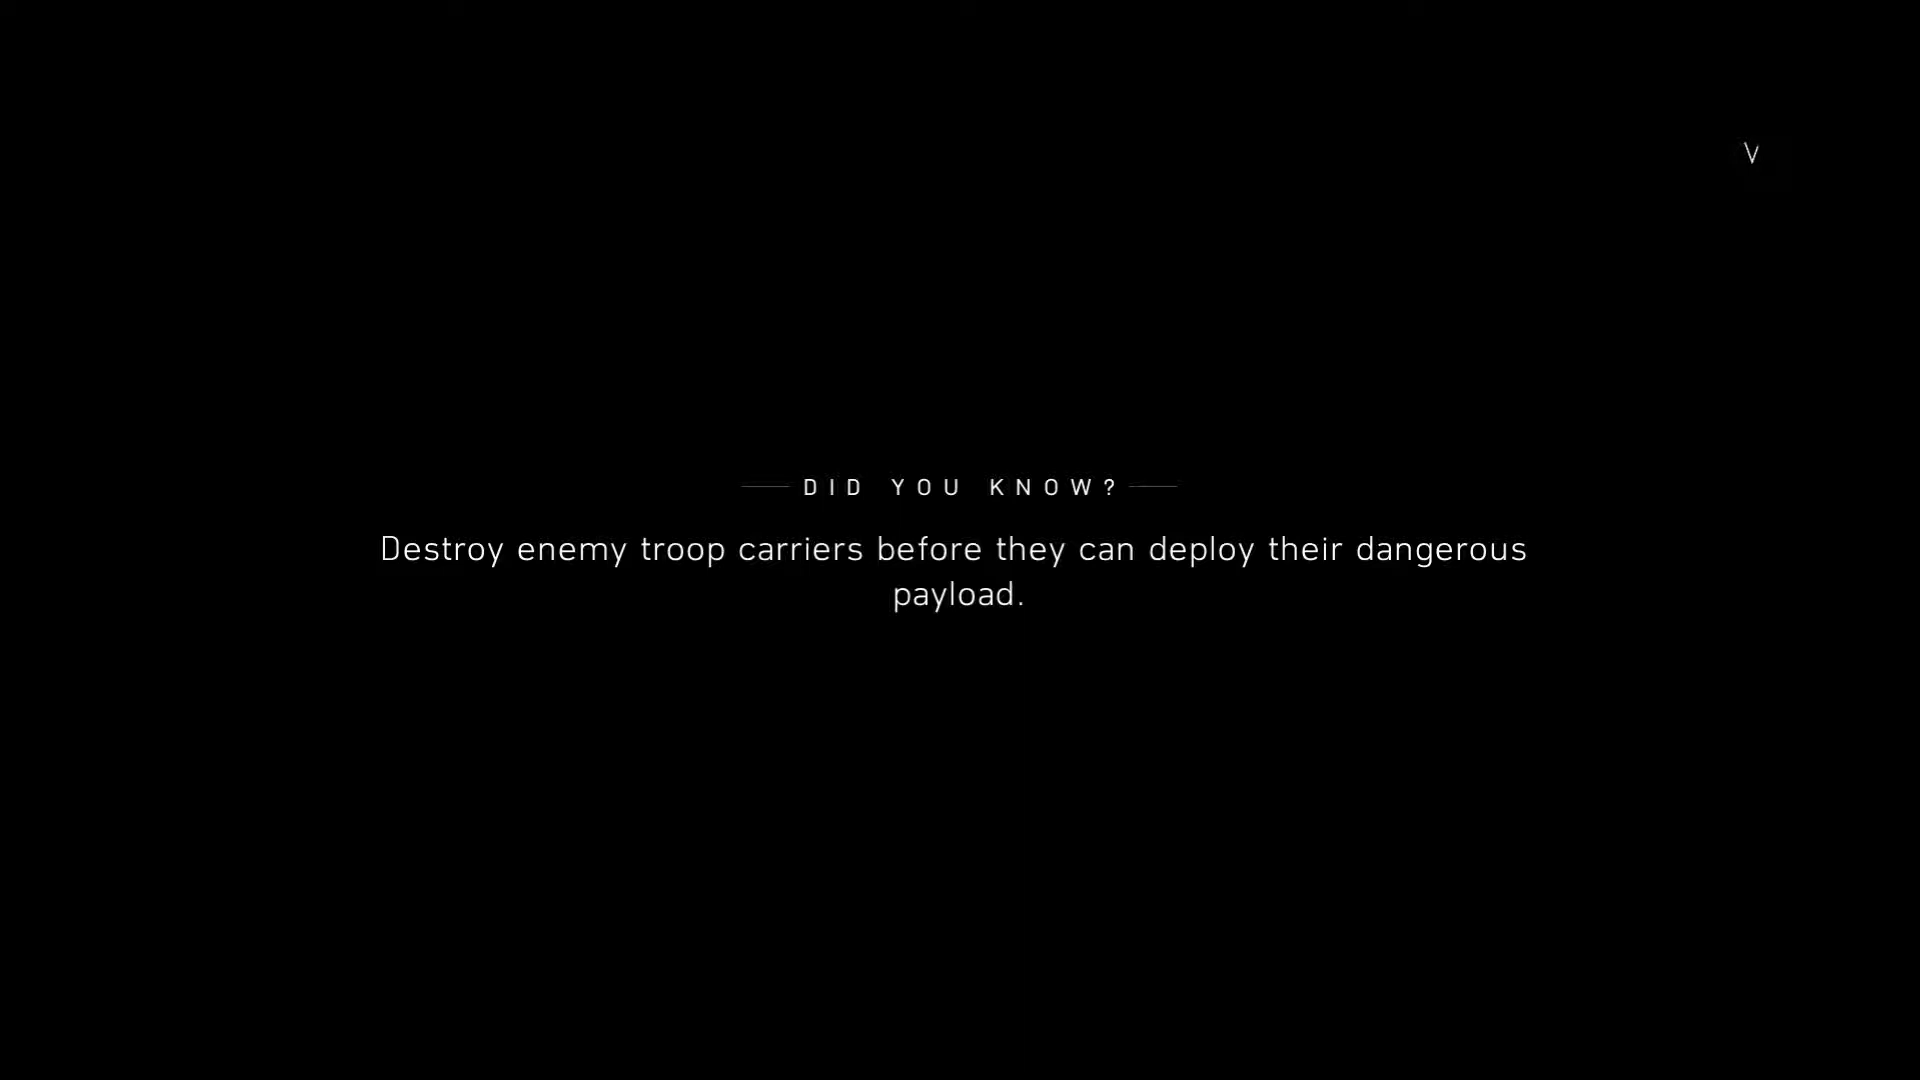 V
DID YOU KNOW?
Destroy enemy troop carriers before they can deploy their dangerous
payload.